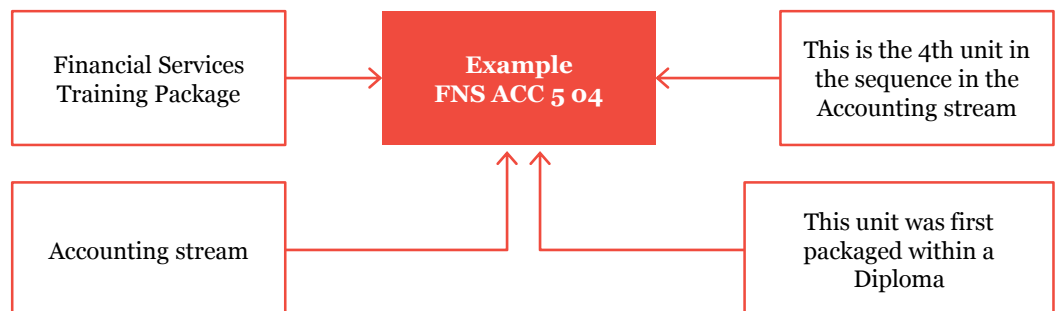 Financial Services
Training Package
Example
FNS ACC 5 04
This is the 4th unit in
the sequence in the
Accounting stream
Accounting stream
This unit was first
packaged within a
Diploma